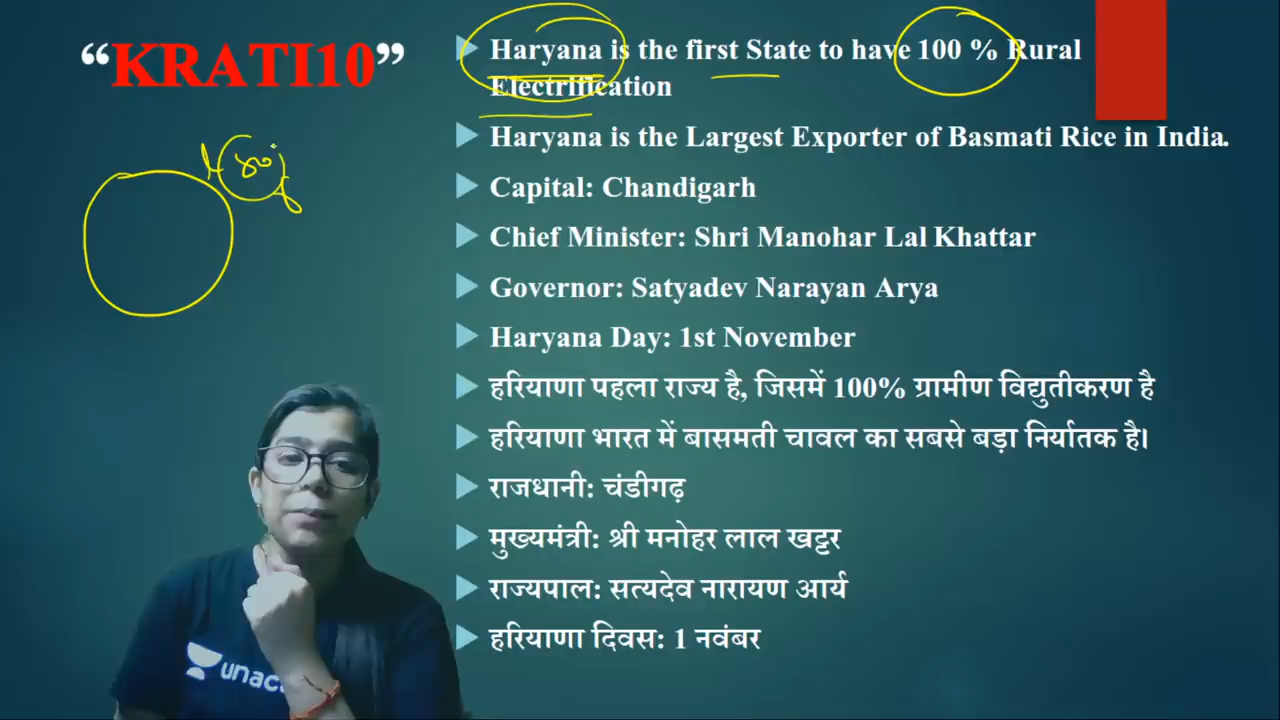 “KRATI10”
Haryana is the first State to have 100 % Rural
Electrification
Haryana is the Largest Exporter of Basmati Rice in India.
Capital: Chandigarh
Chief Minister: Shri Manohar Lal Khattar
Governor: Satyadev Narayan Arya
Haryana Day: 1st November
हरियाणा पहला राज्य है, जिसमें 100% ग्रामीण विद्युतीकरण है
हरियाणा भारत में बासमती चावल का सबसे बड़ा निर्यातक है।
राजधानी: चंडीगढ़
मुख्यमंत्री: श्री मनोहर लाल खट्टर
राज्यपाल: सत्यदेव नारायण आर्य
हरियाणा दिवस: 1 नवंबर